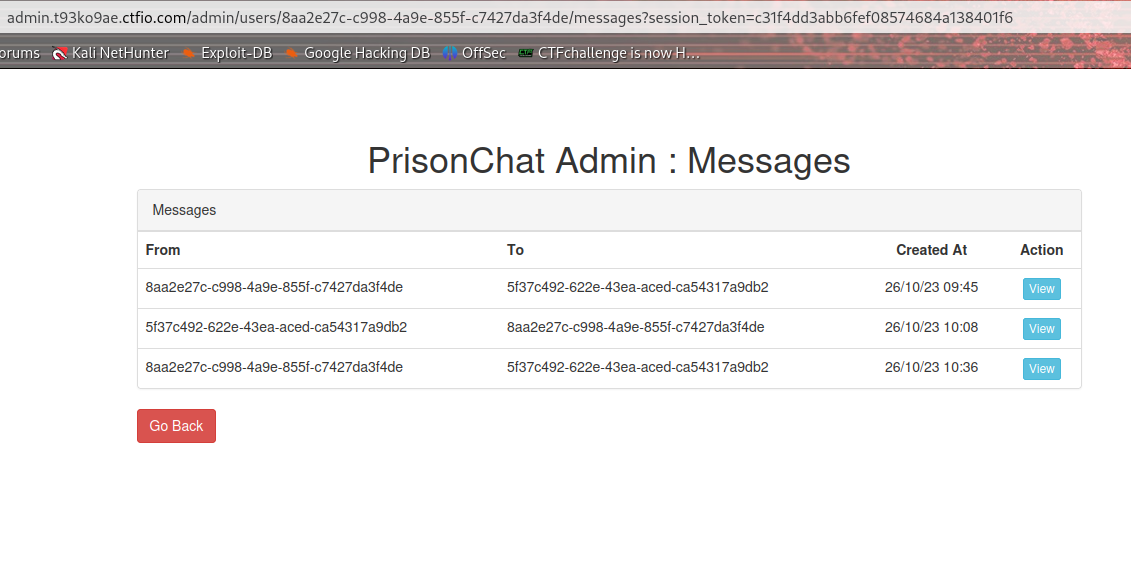 admin.t93ko9ae.ctfio.com/admin/users/8aa2e27c-c998-4a9e-855f-c7427da3f4de/messages?session_token=c31f4dd3abb6fef08574684a138401f6
orums Kali NetHunter Exploit-DB Google Hacking DB OffSec CTFchallenge is now H…
PrisonChat Admin : Messages
Messages
From To Created At Action
8aa2e27c-c998-4a9e-855f-c7427da3f4de 5f37c492-622e-43ea-aced-ca54317a9db2 26/10/23 09:45 View
5f37c492-622e-43ea-aced-ca54317a9db2 8aa2e27c-c998-4a9e-855f-c7427da3f4de 26/10/23 10:08 View
8aa2e27c-c998-4a9e-855f-c7427da3f4de 5f37c492-622e-43ea-aced-ca54317a9db2 26/10/23 10:36 View
Go Back